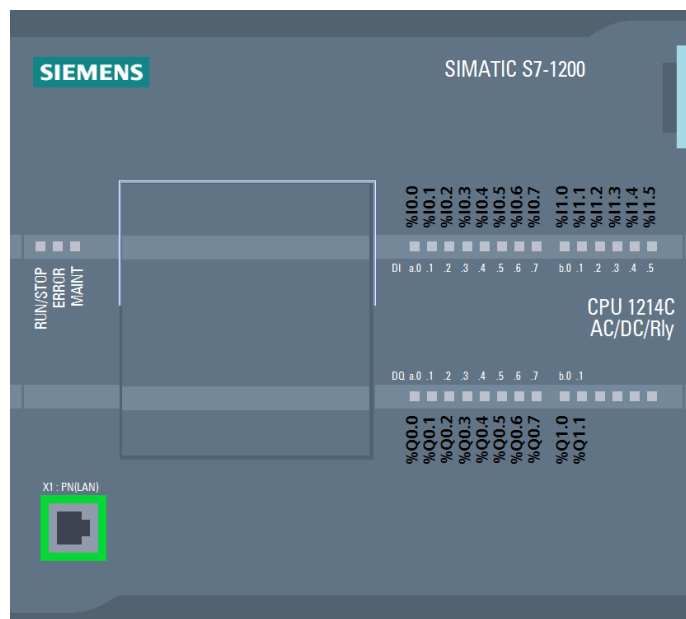 SIEMENS
SIMATIC S7-1200
%I0.0 %I0.1 %I0.2 %I0.3 %I0.4 %I0.5 %I0.6 %I0.7 %I1.0 %I1.1 %I1.2 %I1.3 %I1.4 %I1.5
DI a.0 .1 .2 .3 .4 .5 .6 .7 b.0 .1 .2 .3 .4 .5
RUN/STOP
ERROR
MAINT
CPU 1214C
AC/DC/Rly
DQ a.0 .1 .2 .3 .4 .5 .6 .7 b.0 .1
%Q0.0 %Q0.1 %Q0.2 %Q0.3 %Q0.4 %Q0.5 %Q0.6 %Q0.7 %Q1.0 %Q1.1
X1 : PN(LAN)